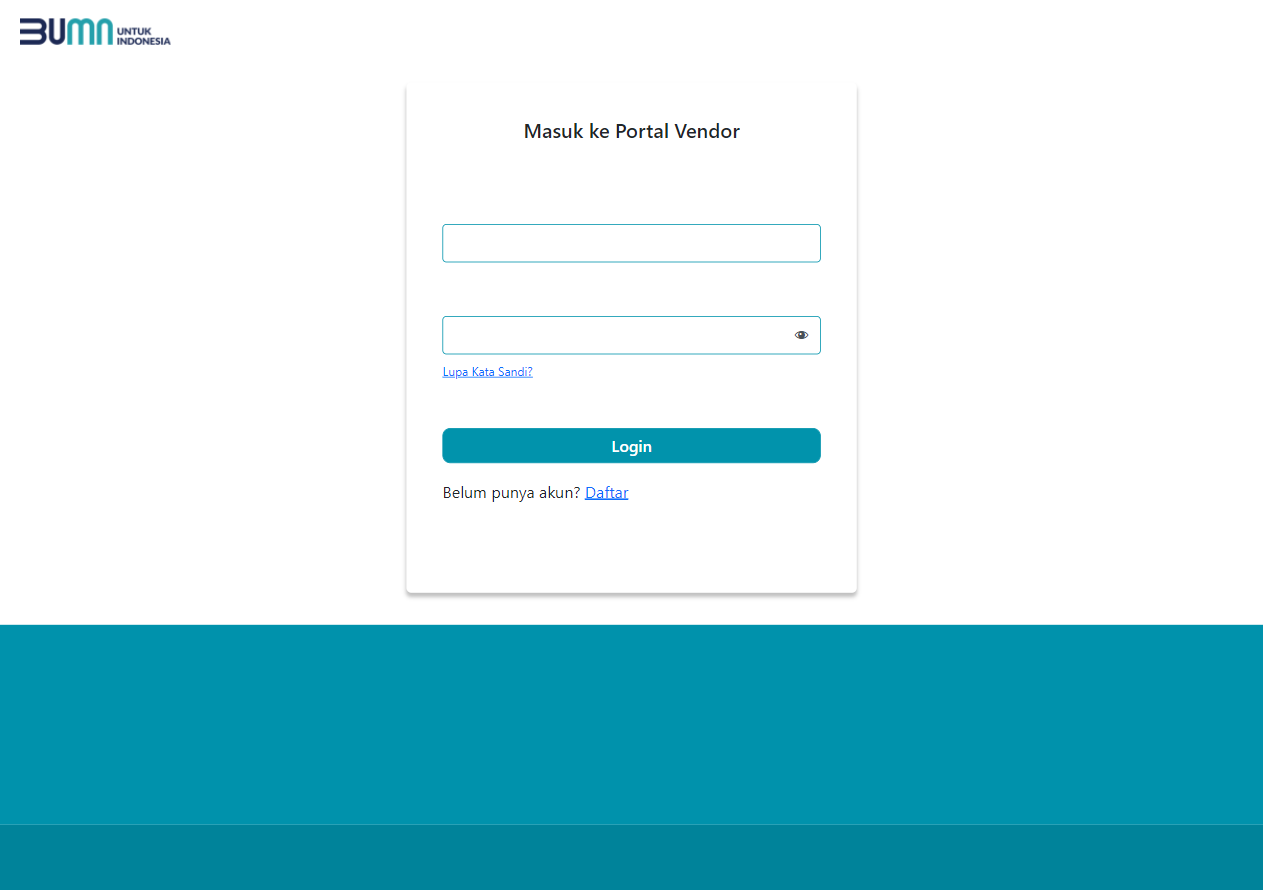 BUMN UNTUK
INDONESIA
Masuk ke Portal Vendor
Lupa Kata Sandi?
Login
Belum punya akun? Daftar